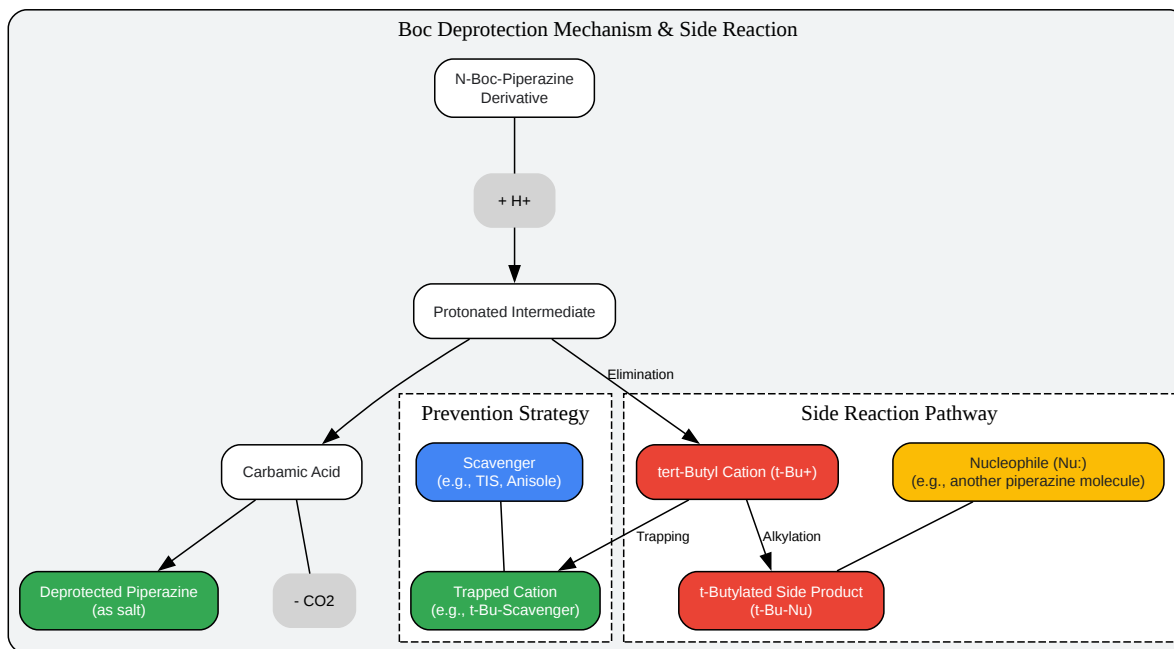 Boc Deprotection Mechanism & Side Reaction
N-Boc-Piperazine
Derivative
+ H+
Protonated Intermediate
Elimination
Prevention Strategy
Side Reaction Pathway
Carbamic Acid
Scavenger
(e.g., TIS, Anisole)
tert-Butyl Cation (t-Bu+)
Nucleophile (Nu:)
(e.g., another piperazine molecule)
Trapping
Alkylation
Deprotected Piperazine
(as salt)
- CO2
Trapped Cation
(e.g., t-Bu-Scavenger)
t-Butylated Side Product
(t-Bu-Nu)